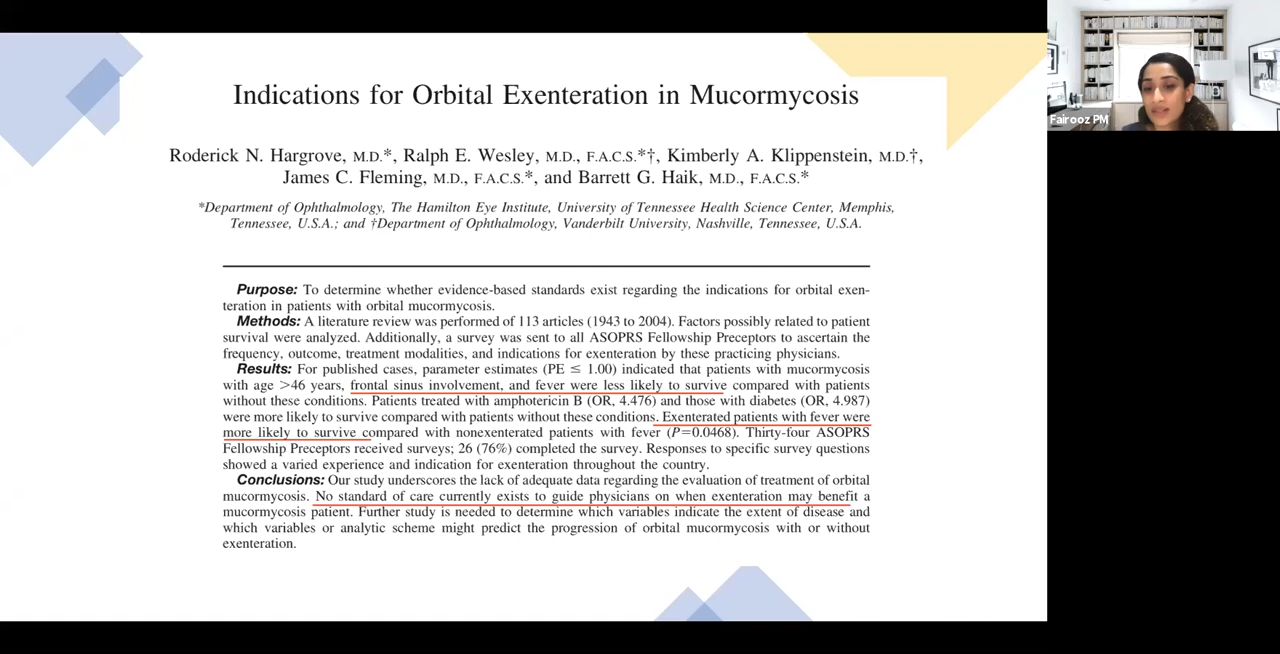 Indications for Orbital Exenteration in Mucormycosis
Roderick N. Hargrove, M.D.*, Ralph E. Wesley, M.D., F.A.C.S.*†, Kimberly A. Klippenstein, M.D.†,
James C. Fleming, M.D., F.A.C.S.*, and Barrett G. Haik, M.D., F.A.C.S.*
*Department of Ophthalmology, The Hamilton Eye Institute, University of Tennessee Health Science Center, Memphis,
Tennessee, U.S.A.; and †Department of Ophthalmology, Vanderbilt University, Nashville, Tennessee, U.S.A.
Purpose: To determine whether evidence-based standards exist regarding the indications for orbital exen-
teration in patients with orbital mucormycosis.
Methods: A literature review was performed of 113 articles (1943 to 2004). Factors possibly related to patient
survival were analyzed. Additionally, a survey was sent to all ASOPRS Fellowship Preceptors to ascertain the
frequency, outcome, treatment modalities, and indications for exenteration by these practicing physicians.
Results: For published cases, parameter estimates (PE ≤ 1.00) indicated that patients with mucormycosis
with age >46 years, frontal sinus involvement, and fever were less likely to survive compared with patients
without these conditions. Patients treated with amphotericin B (OR, 4.476) and those with diabetes (OR, 4.987)
were more likely to survive compared with patients without these conditions. Exenterated patients with fever were
more likely to survive compared with nonexenterated patients with fever (P=0.0468). Thirty-four ASOPRS
Fellowship Preceptors received surveys; 26 (76%) completed the survey. Responses to specific survey questions
showed a varied experience and indication for exenteration throughout the country.
Conclusions: Our study underscores the lack of adequate data regarding the evaluation of treatment of orbital
mucormycosis. No standard of care currently exists to guide physicians on when exenteration may benefit a
mucormycosis patient. Further study is needed to determine which variables indicate the extent of disease and
which variables or analytic scheme might predict the progression of orbital mucormycosis with or without
exenteration.
Fairooz PM